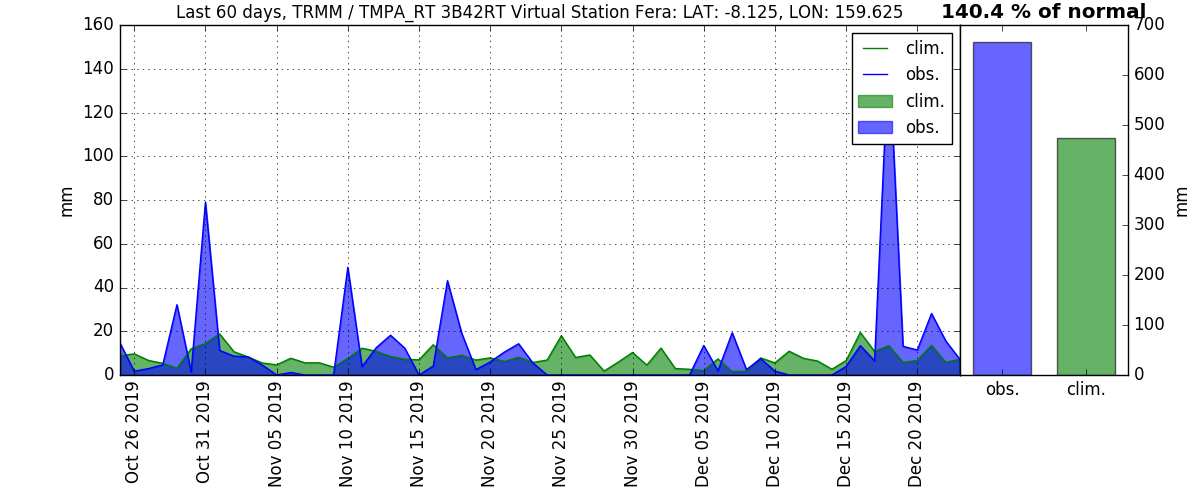 Last 60 days, TRMM / TMPA_RT 3B42RT Virtual Station Fera: LAT: -8.125, LON: 159.625
140.4 % of normal
160
140
120
100
80
60
40
20
0
mm
clim.
obs.
clim.
obs.
700
600
500
400
300
200
100
0
mm
Oct 26 2019
Oct 31 2019
Nov 05 2019
Nov 10 2019
Nov 15 2019
Nov 20 2019
Nov 25 2019
Nov 30 2019
Dec 05 2019
Dec 10 2019
Dec 15 2019
Dec 20 2019
obs.
clim.